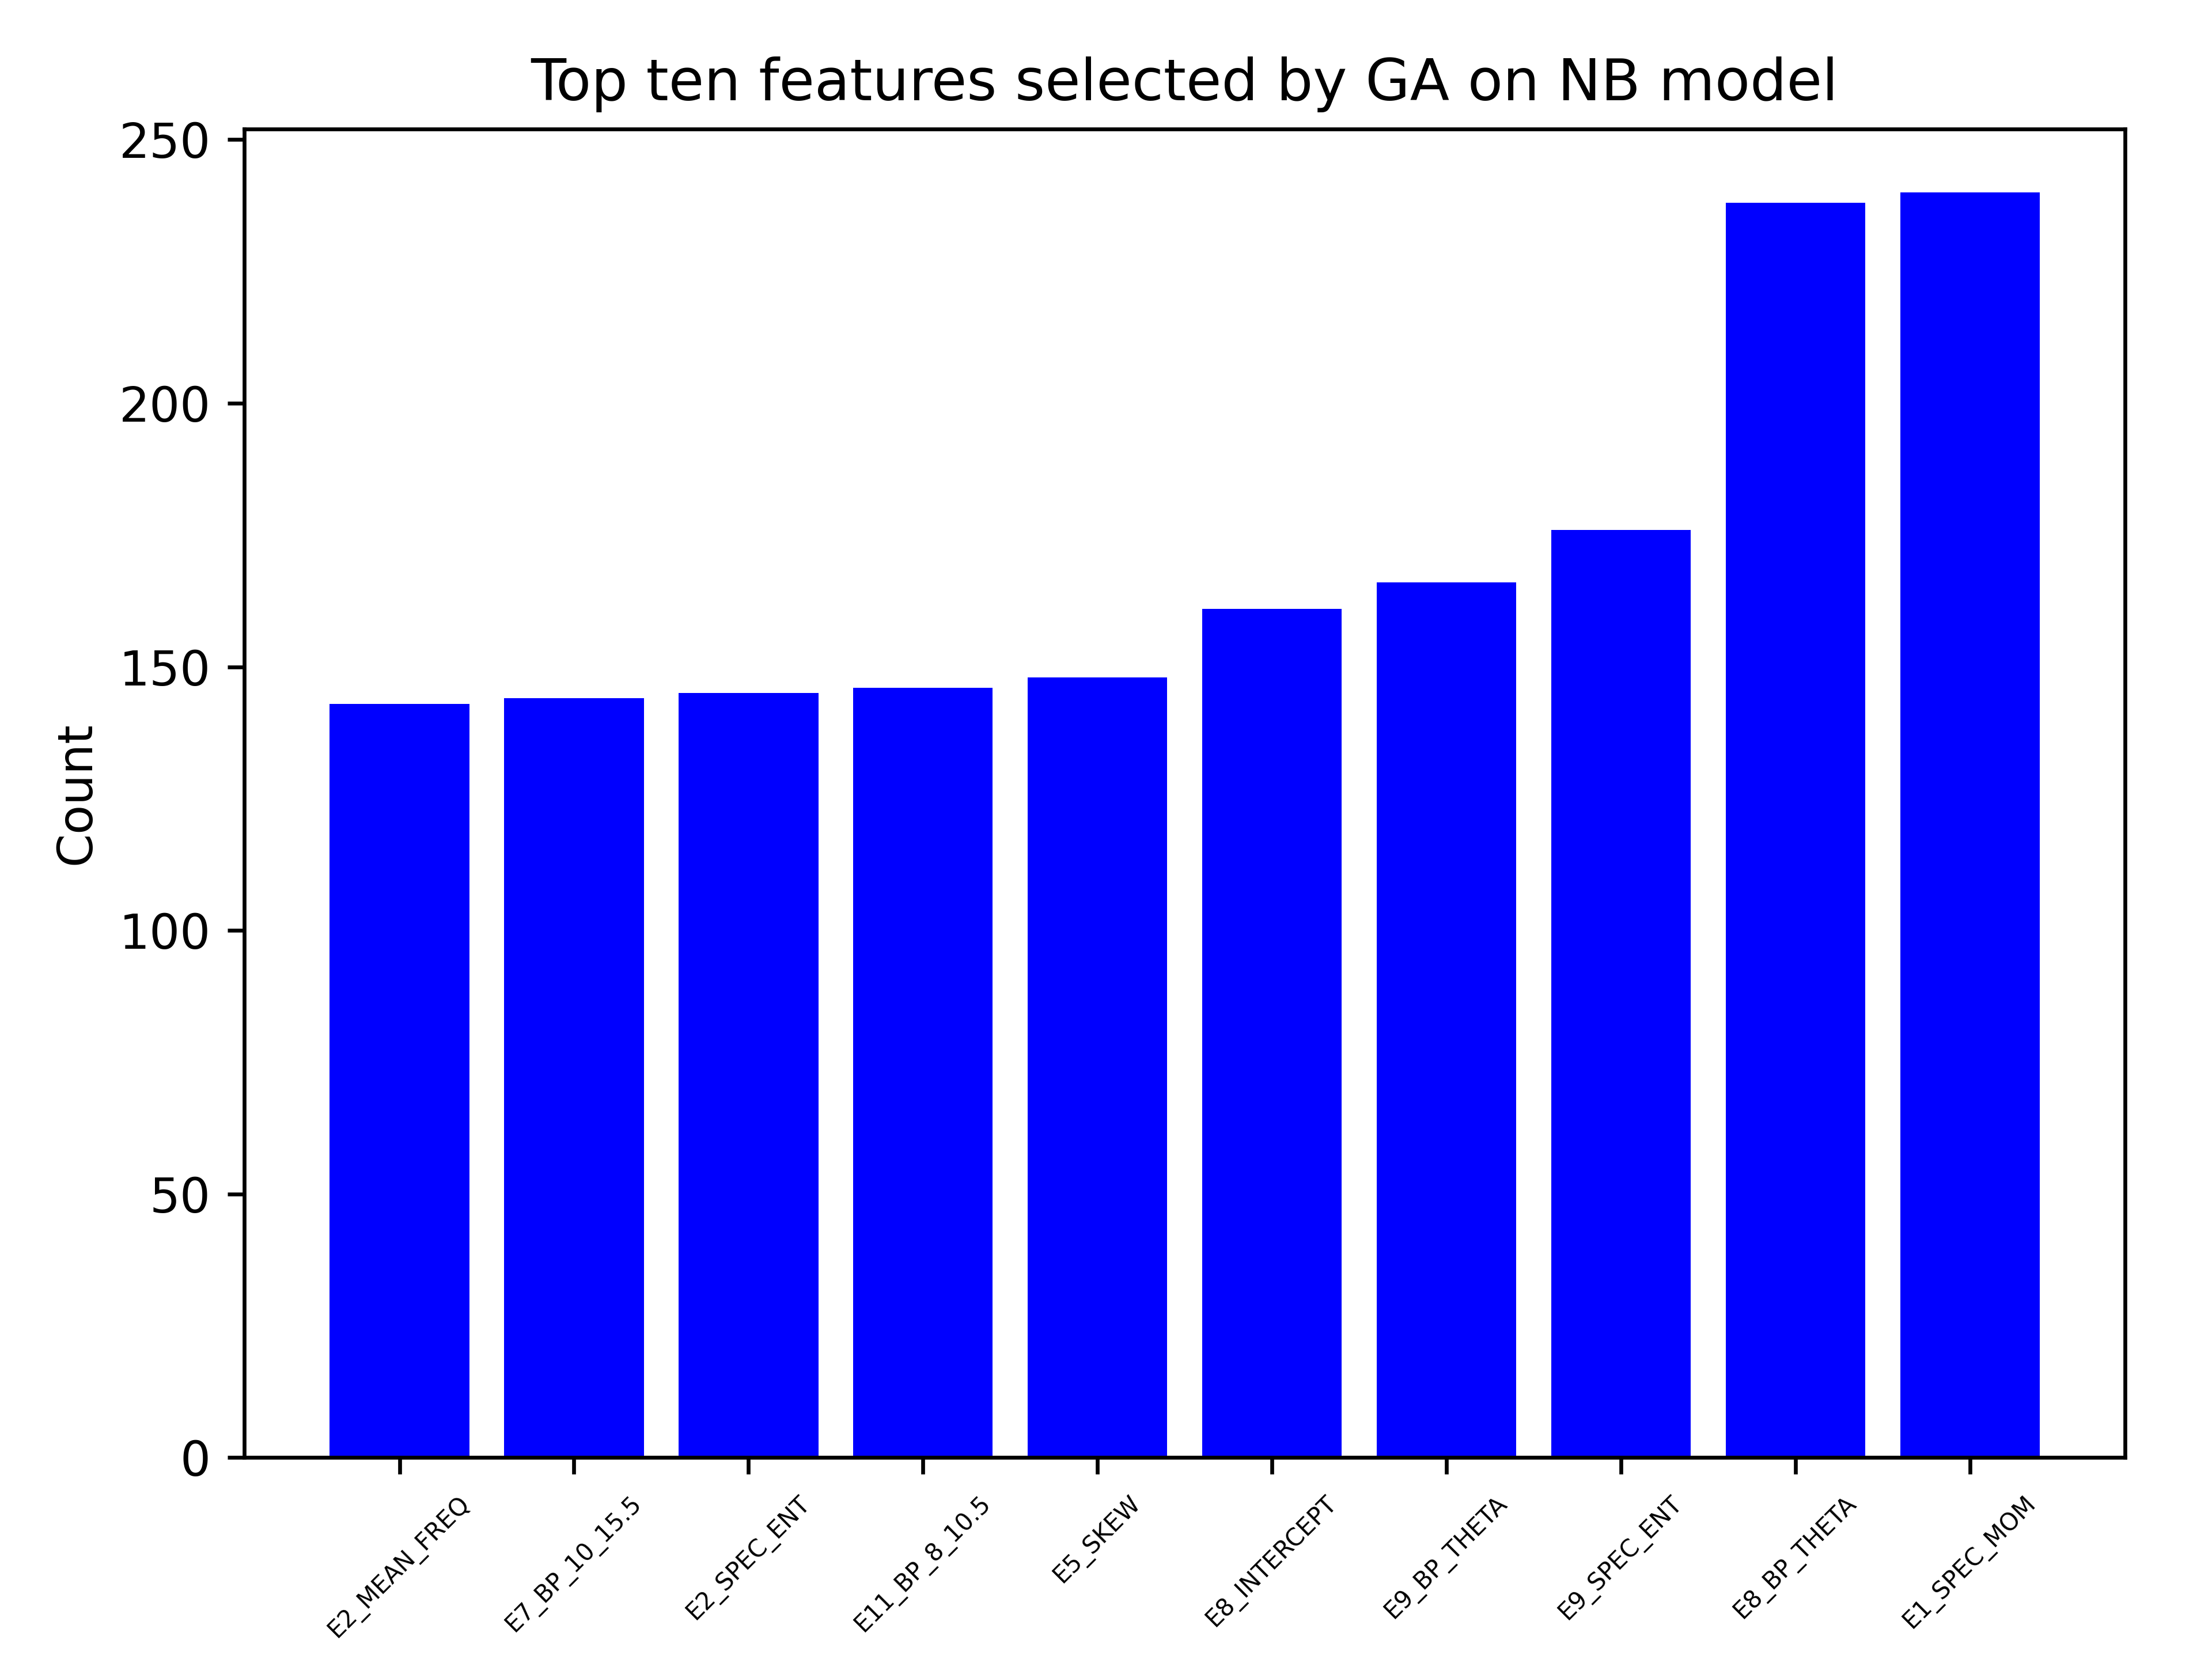 Top ten features selected by GA on NB model
250
200
150
100
50
0
Count
E2_MEAN_FREQ
E7_BP_10_15.5
E2_SPEC_ENT
E11_BP_8_10.5
E5_SKEW
E8_INTERCEPT
E9_BP_THETA
E9_SPEC_ENT
E8_BP_THETA
E1_SPEC_MOM